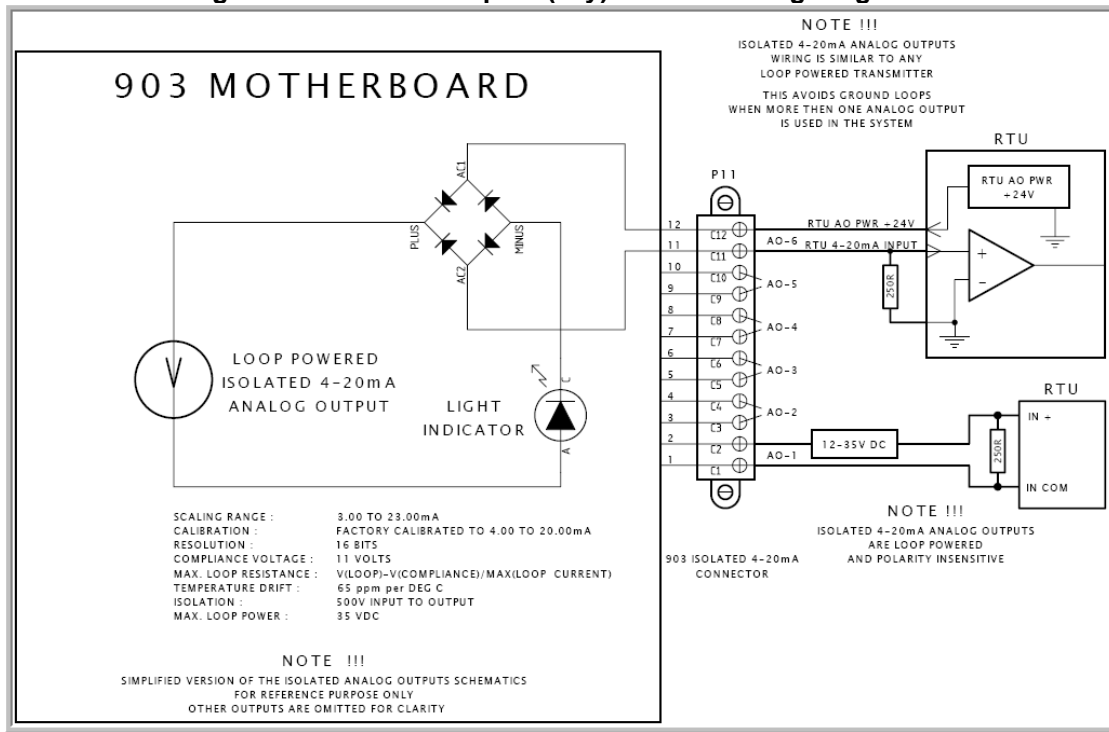 NOTE !!!
ISOLATED 4-20mA ANALOG OUTPUTS
WIRING IS SIMILAR TO ANY
LOOP POWERED TRANSMITTER
THIS AVOIDS GROUND LOOPS
WHEN MORE THEN ONE ANALOG OUTPUT
IS USED IN THE SYSTEM
903 MOTHERBOARD
AC1
PLUS
MINUS
AC2
LOOP POWERED
ISOLATED 4-20mA
ANALOG OUTPUT
LIGHT
INDICATOR
C
A
P11
12
11
10
9
8
7
6
5
4
3
2
1
C12
C11
C10
C9
C8
C7
C6
C5
C4
C3
C2
C1
RTU AO PWR +24V
AO-6
RTU 4-20mA INPUT
AO-5
AO-4
AO-3
AO-2
AO-1
RTU
RTU AO PWR
+24V
250R
+
-
12-35V DC
RTU
IN +
250R
IN COM
NOTE !!!
ISOLATED 4-20mA ANALOG OUTPUTS
ARE LOOP POWERED
AND POLARITY INSENSITIVE
903 ISOLATED 4-20mA
CONNECTOR
SCALING RANGE : 3.00 TO 23.00mA
CALIBRATION : FACTORY CALIBRATED TO 4.00 TO 20.00mA
RESOLUTION : 16 BITS
COMPLIANCE VOLTAGE : 11 VOLTS
MAX. LOOP RESISTANCE : V(LOOP)-V(COMPLIANCE)/MAX(LOOP CURRENT)
TEMPERATURE DRIFT : 65 ppm per DEG C
ISOLATION : 500V INPUT TO OUTPUT
MAX. LOOP POWER : 35 VDC
NOTE !!!
SIMPLIFIED VERSION OF THE ISOLATED ANALOG OUTPUTS SCHEMATICS
FOR REFERENCE PURPOSE ONLY
OTHER OUTPUTS ARE OMITTED FOR CLARITY